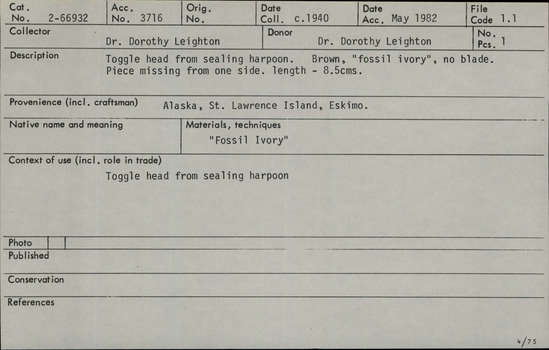 Cat. No. 2-66932 Acc. No. 3716 Orig. No. Date Coll. c.1940 Date Acc. May 1982 File Code 1.1
Collector Dr. Dorothy Leighton Donor Dr. Dorothy Leighton No. Pcs. 1
Description Toggle head from sealing harpoon. Brown, "fossil ivory", no blade.
Piece missing from one side. length - 8.5cms.
Provenience (incl. craftsman) Alaska, St. Lawrence Island, Eskimo.
Native name and meaning Materials, techniques
"Fossil Ivory"
Context of use (incl. role in trade)
Toggle head from sealing harpoon
Photo
Published
Conservation
References
4/75